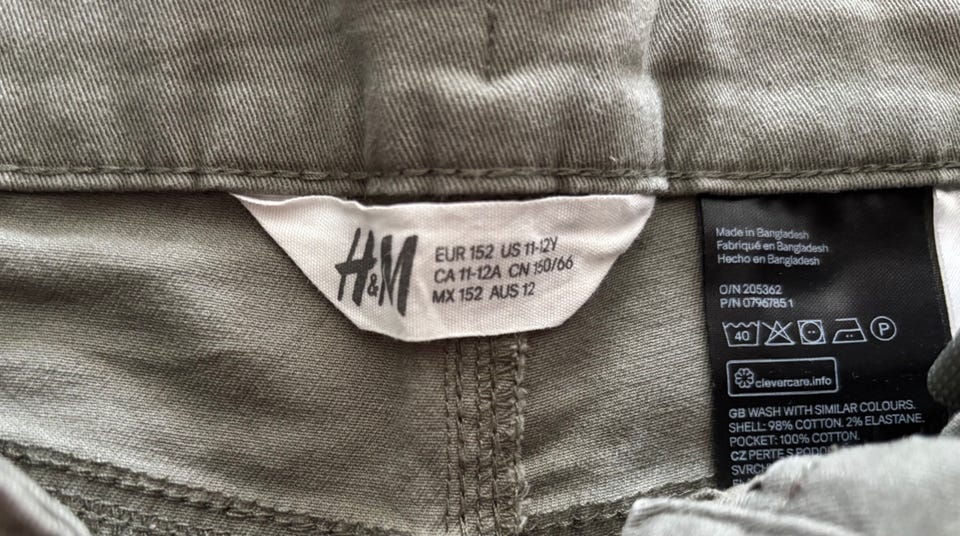 H&M
EUR 152 US 11-12Y
CA 11-12A CN 150/66
MX 152 AUS 12
Made in Bangladesh
Fabriqué en Bangladesh
Hecho en Bangladesh
O/N 205362
P/N 0796785 1
40 P
clevercare.info
GB WASH WITH SIMILAR COLOURS.
SHELL: 98% COTTON. 2% ELASTANE.
POCKET: 100% COTTON.
CZ PERTE S